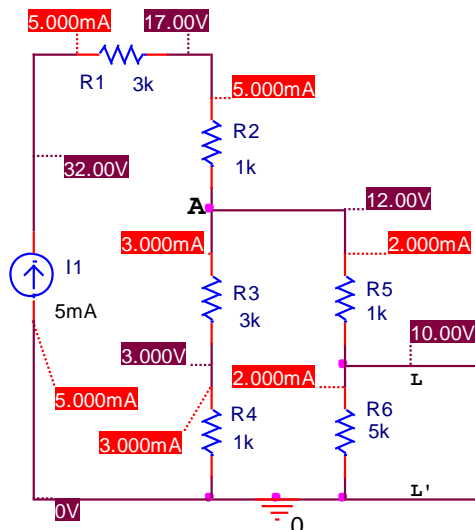 5.000mA
17.00V
R1
3k
5.000mA
R2
1k
32.00V
A
12.00V
3.000mA
2.000mA
I1
5mA
R3
3k
R5
1k
10.00V
3.000V
2.000mA
L
5.000mA
R4
1k
R6
5k
3.000mA
0V
L'
0